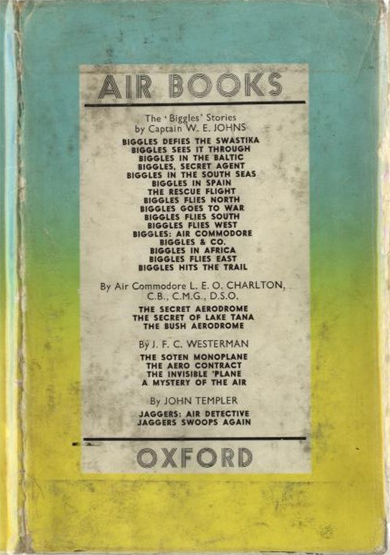 AIR BOOKS
The 'Biggles' Stories
by Captain W. E. JOHNS
BIGGLES DEFIES THE SWASTIKA
BIGGLES SEES IT THROUGH
BIGGLES IN THE BALTIC
BIGGLES, SECRET AGENT
BIGGLES IN THE SOUTH SEAS
BIGGLES IN SPAIN
THE RESCUE FLIGHT
BIGGLES FLIES NORTH
BIGGLES GOES TO WAR
BIGGLES FLIES SOUTH
BIGGLES FLIES WEST
BIGGLES: AIR COMMODORE
BIGGLES & CO.
BIGGLES IN AFRICA
BIGGLES FLIES EAST
BIGGLES HITS THE TRAIL
By Air Commodore L. E. O. CHARLTON,
C.B., C.M.G., D.S.O.
THE SECRET AERODROME
THE SECRET OF LAKE TANA
THE BUSH AERODROME
By J. F. C. WESTERMAN
THE SOTEN MONOPLANE
THE AERO CONTRACT
THE INVISIBLE 'PLANE
A MYSTERY OF THE AIR
By JOHN TEMPLER
JAGGERS: AIR DETECTIVE
JAGGERS SWOOPS AGAIN
OXFORD